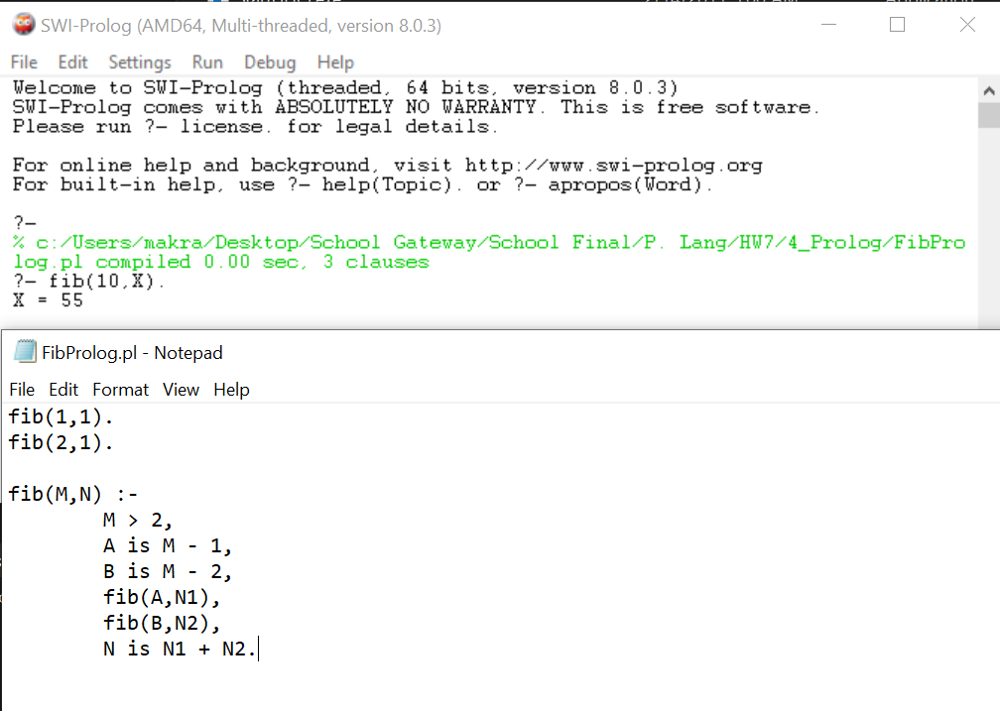 SWI-Prolog (AMD64, Multi-threaded, version 8.0.3)
File Edit Settings Run Debug Help
Welcome to SWI-Prolog (threaded, 64 bits, version 8.0.3)
SWI-Prolog comes with ABSOLUTELY NO WARRANTY. This is free software.
Please run ?- license. for legal details.
For online help and background, visit http://www.swi-prolog.org
For built-in help, use ?- help(Topic). or ?- apropos(Word).
?-
% c:/Users/makra/Desktop/School Gateway/School Final/P. Lang/HW7/4_Prolog/FibPro
log.pl compiled 0.00 sec, 3 clauses
?- fib(10,X).
X = 55
FibProlog.pl - Notepad
File Edit Format View Help
fib(1,1).
fib(2,1).
fib(M,N) :-
M > 2,
A is M - 1,
B is M - 2,
fib(A,N1),
fib(B,N2),
N is N1 + N2.